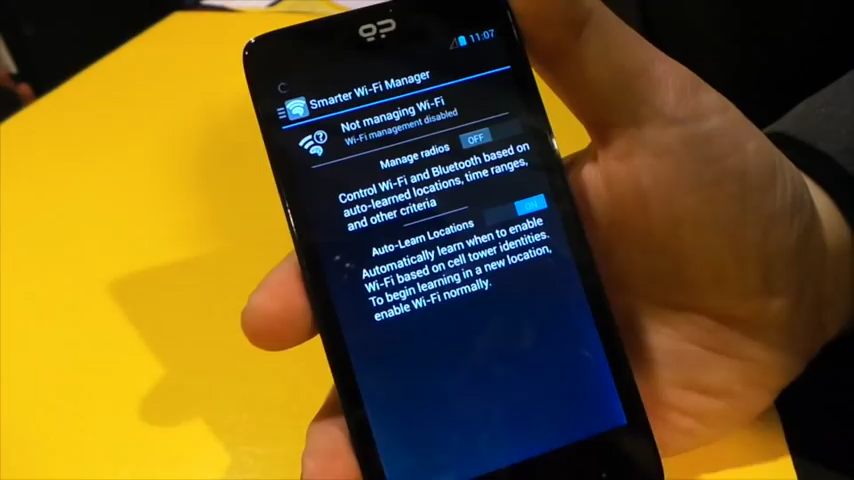 11:07
Smarter Wi-Fi Manager
Not managing Wi-Fi
Wi-Fi management disabled
Manage radios OFF
Control Wi-Fi and Bluetooth based on
auto-learned locations, time ranges,
and other criteria
Auto-Learn Locations ON
Automatically learn when to enable
Wi-Fi based on cell tower identities.
To begin learning in a new location,
enable Wi-Fi normally.